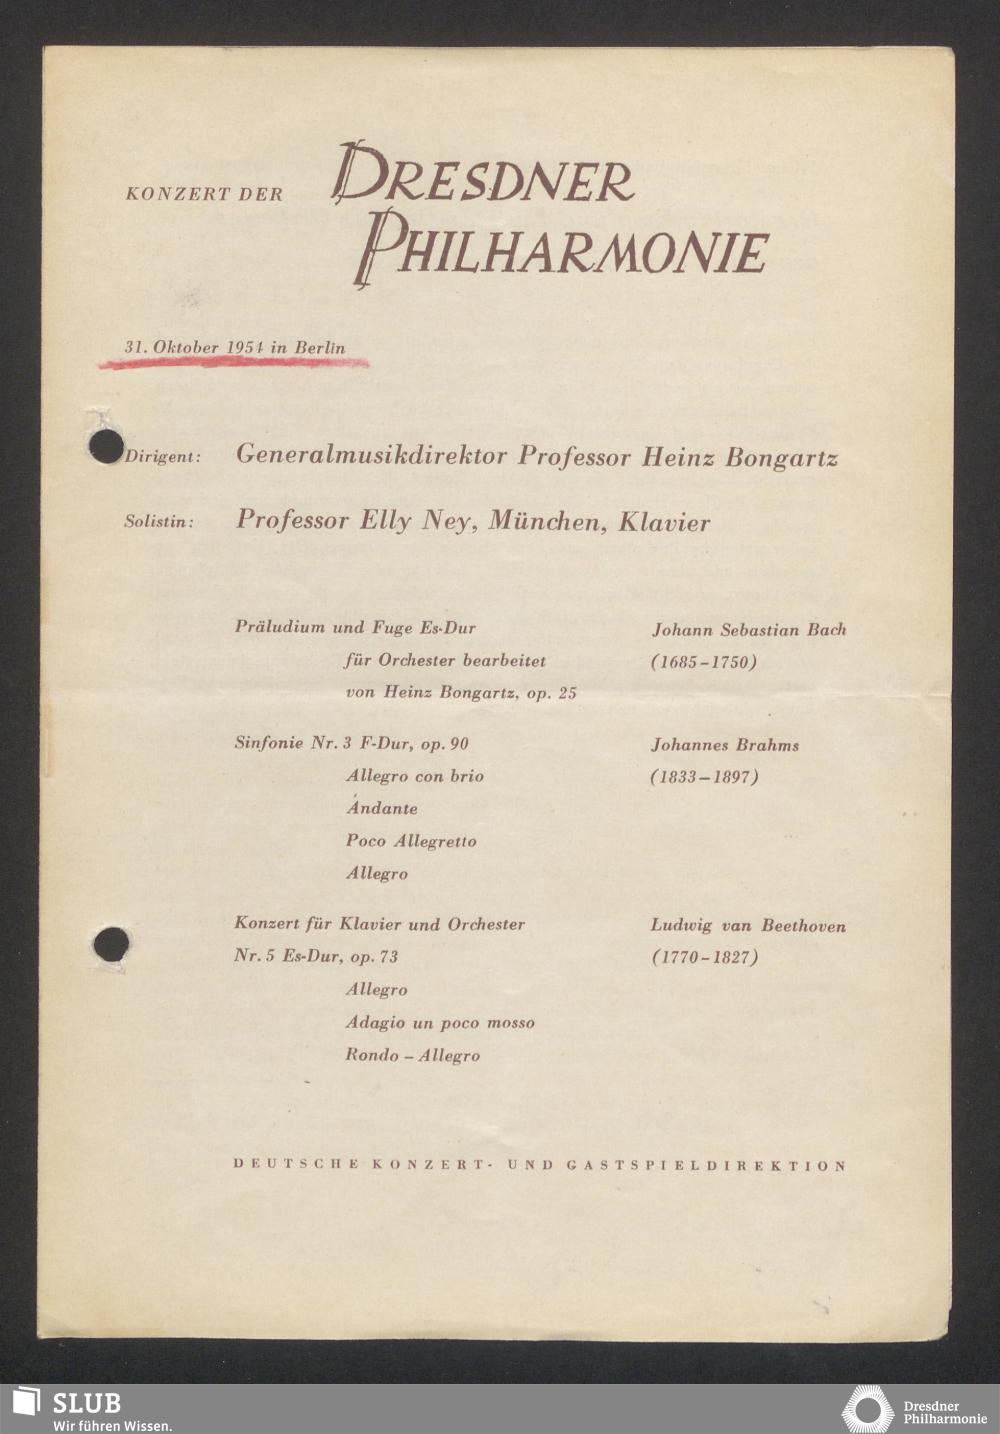 KONZERT DER DRESDNER
PHILHARMONIE
31. Oktober 1954 in Berlin
Dirigent: Generalmusikdirektor Professor Heinz Bongartz
Solistin: Professor Elly Ney, München, Klavier
Präludium und Fuge Es-Dur Johann Sebastian Bach
für Orchester bearbeitet (1685–1750)
von Heinz Bongartz, op. 25
Sinfonie Nr. 3 F-Dur, op. 90 Johannes Brahms
Allegro con brio (1833–1897)
Andante
Poco Allegretto
Allegro
Konzert für Klavier und Orchester Ludwig van Beethoven
Nr. 5 Es-Dur, op. 73 (1770–1827)
Allegro
Adagio un poco mosso
Rondo – Allegro
DEUTSCHE KONZERT- UND GASTSPIELDIREKTION
SLUB
Wir führen Wissen.
Dresdner
Philharmonie